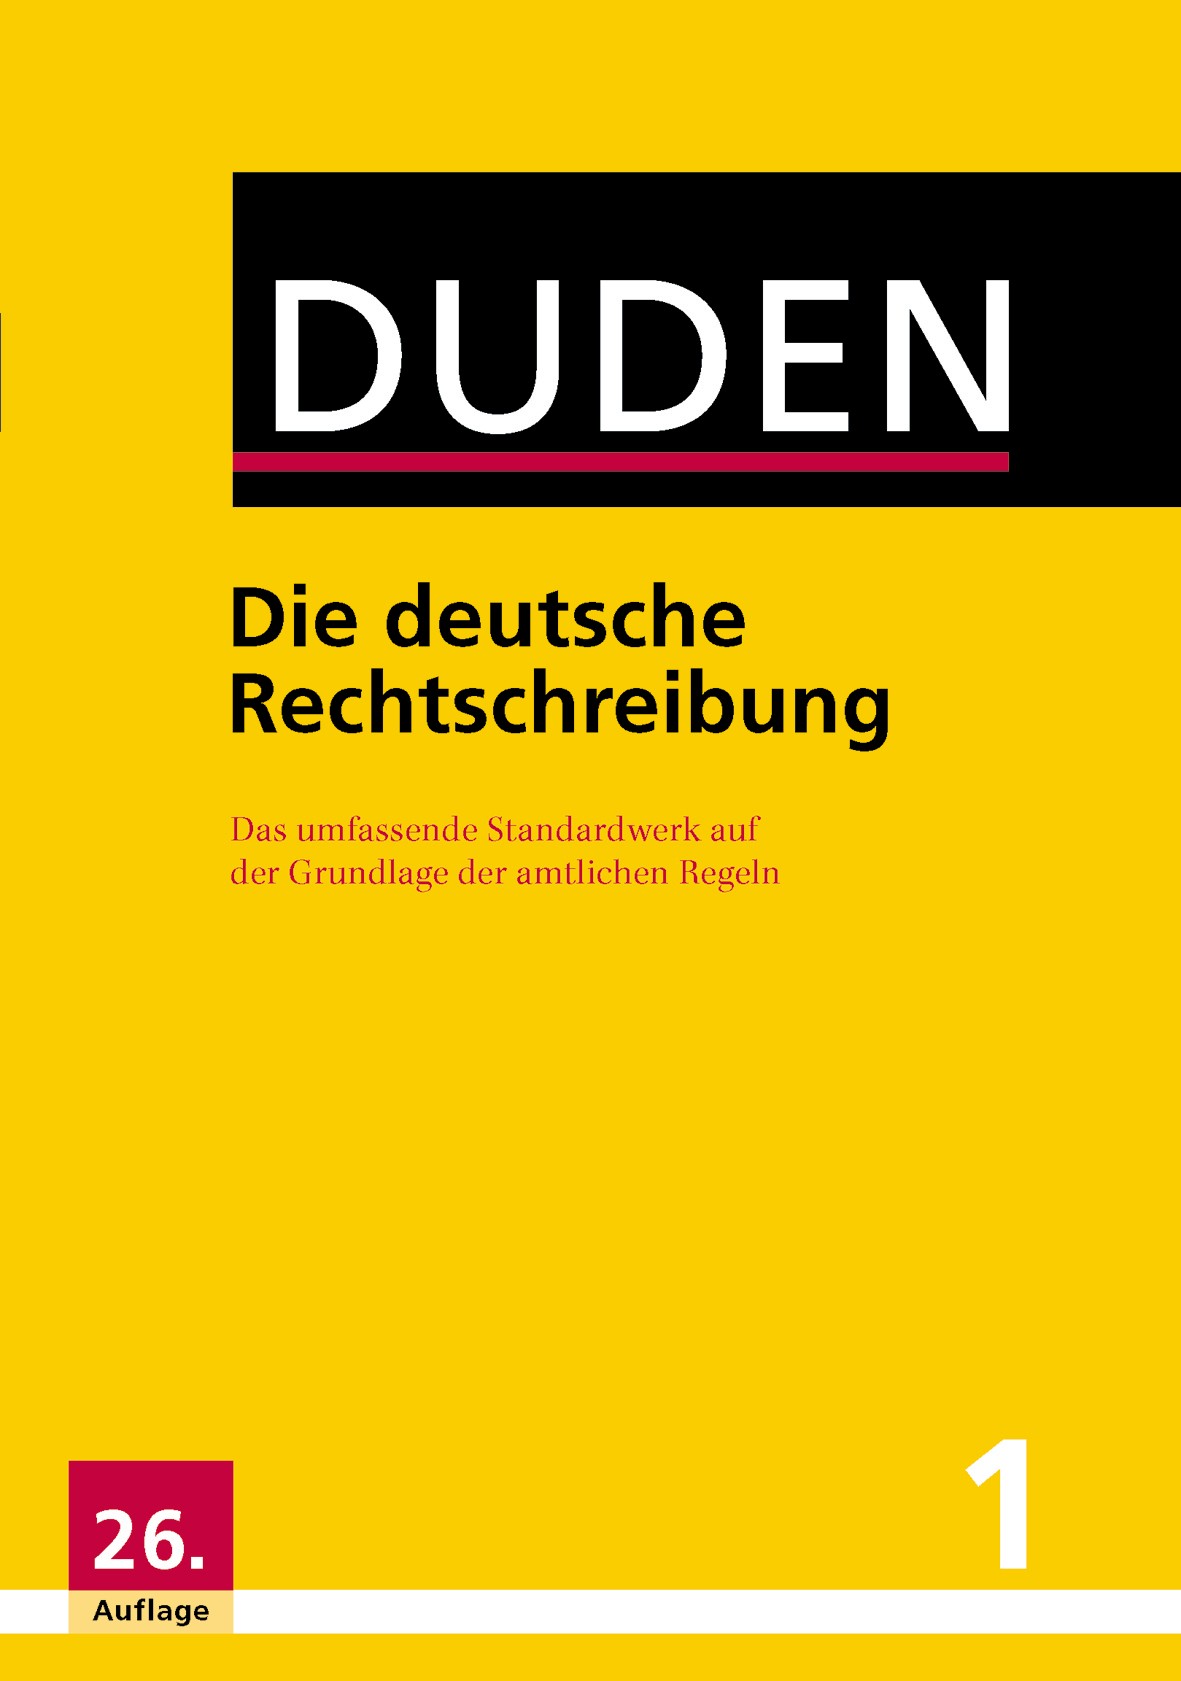 DUDEN
Die deutsche
Rechtschreibung
Das umfassende Standardwerk auf
der Grundlage der amtlichen Regeln
1
26.
Auflage